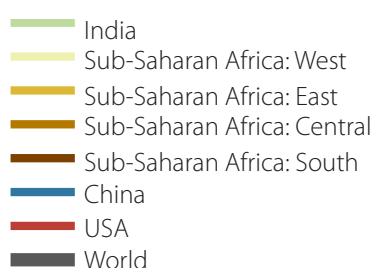 India
Sub-Saharan Africa: West
Sub-Saharan Africa: East
Sub-Saharan Africa: Central
Sub-Saharan Africa: South
China
USA
World